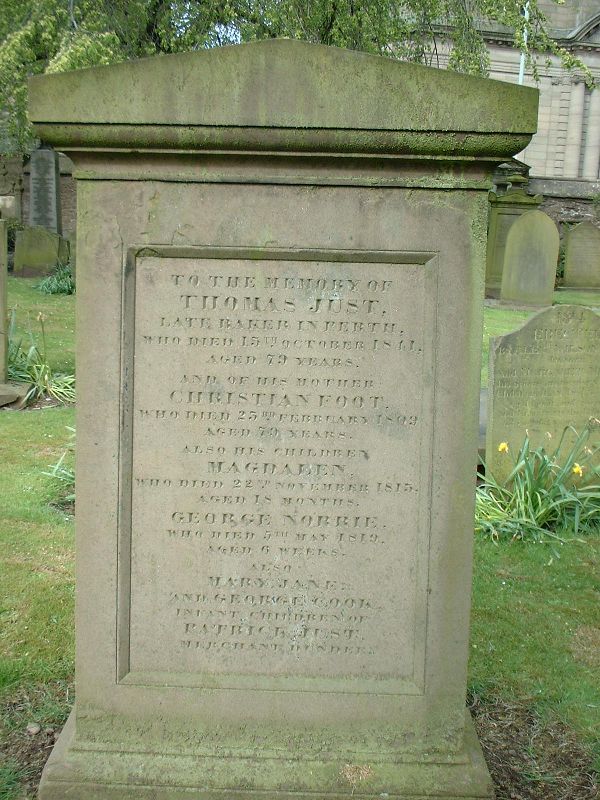 TO THE MEMORY OF
THOMAS JUST,
LATE BAKER IN PERTH,
WHO DIED 15TH OCTOBER 1841,
AGED 79 YEARS.
AND OF HIS MOTHER
CHRISTIAN FOOT,
WHO DIED 23RD FEBRUARY 1809
AGED 70 YEARS.
ALSO HIS CHILDREN
MAGDALEN,
WHO DIED 22ND NOVEMBER 1815,
AGED 18 MONTHS.
GEORGE NORRIE,
WHO DIED 5TH MAY 1819,
AGED 6 WEEKS.
ALSO
MARY JANE
AND GEORGE COOK,
INFANT CHILDREN OF
PATRICK JUST,
MERCHANT DUNDEE.